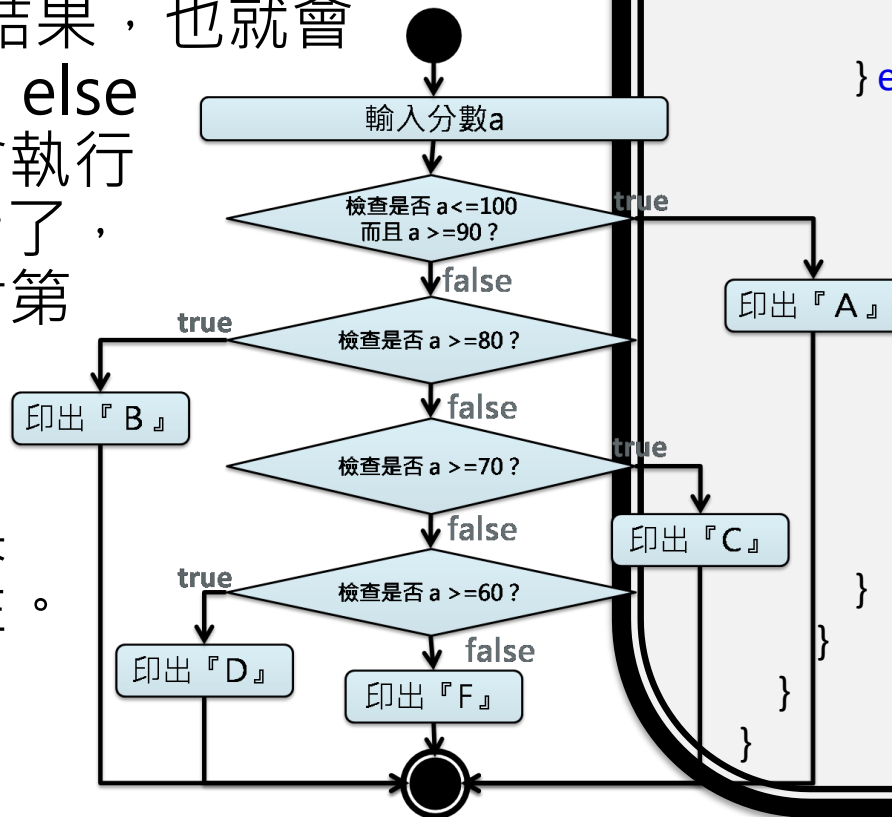 結果，也就會
else
執行
了，
第
。
} e
輸入分數a
檢查是否 a<=100
而且 a >=90？
true
false
印出『A』
檢查是否 a >=80？
true
false
印出『B』
檢查是否 a >=70？
true
false
印出『C』
檢查是否 a >=60？
true
false
印出『D』
印出『F』
}
}
}
}